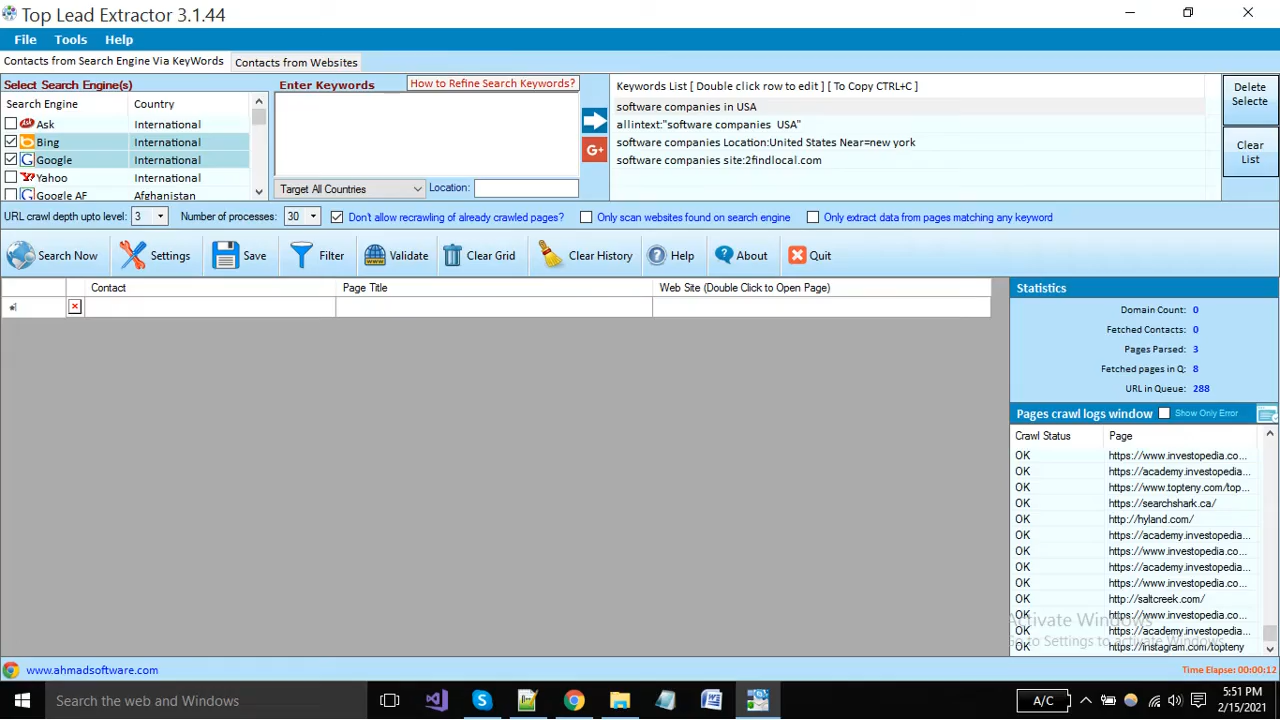 Top Lead Extractor 3.1.44
File Tools Help
Contacts from Search Engine Via KeyWords Contacts from Websites
Select Search Engine(s) Enter Keywords How to Refine Search Keywords? Keywords List [ Double click row to edit ] [ To Copy CTRL+C ] Delete Selecte
Search Engine Country
Ask International
Bing International
Google International
Yahoo International
Google AF Afghanistan
Target All Countries Location:
G+
software companies in USA
allintext:"software companies USA"
software companies Location:United States Near=new york
software companies site:2findlocal.com
Clear List
URL crawl depth upto level: 3 Number of processes: 30 Don't allow recrawling of already crawled pages? Only scan websites found on search engine Only extract data from pages matching any keyword
Search Now Settings Save Filter Validate Clear Grid Clear History Help About Quit
Contact Page Title Web Site (Double Click to Open Page)
Statistics
Domain Count: 0
Fetched Contacts: 0
Pages Parsed: 3
Fetched pages in Q: 8
URL in Queue: 288
Pages crawl logs window Show Only Error
Crawl Status Page
OK https://www.investopedia.co...
OK https://academy.investopedia...
OK https://www.topteny.com/top...
OK https://searchshark.ca/
OK http://hyland.com/
OK https://academy.investopedia...
OK https://www.investopedia.co...
OK https://academy.investopedia...
OK https://www.investopedia.co...
OK http://saltcreek.com/
OK https://www.investopedia.co...
OK https://academy.investopedia...
OK https://instagram.com/topteny
Activate Windows
Go to Settings to activate Windows.
www.ahmadsoftware.com Time Elapse: 00:00:12
Search the web and Windows A/C 5:51 PM
2/15/2021